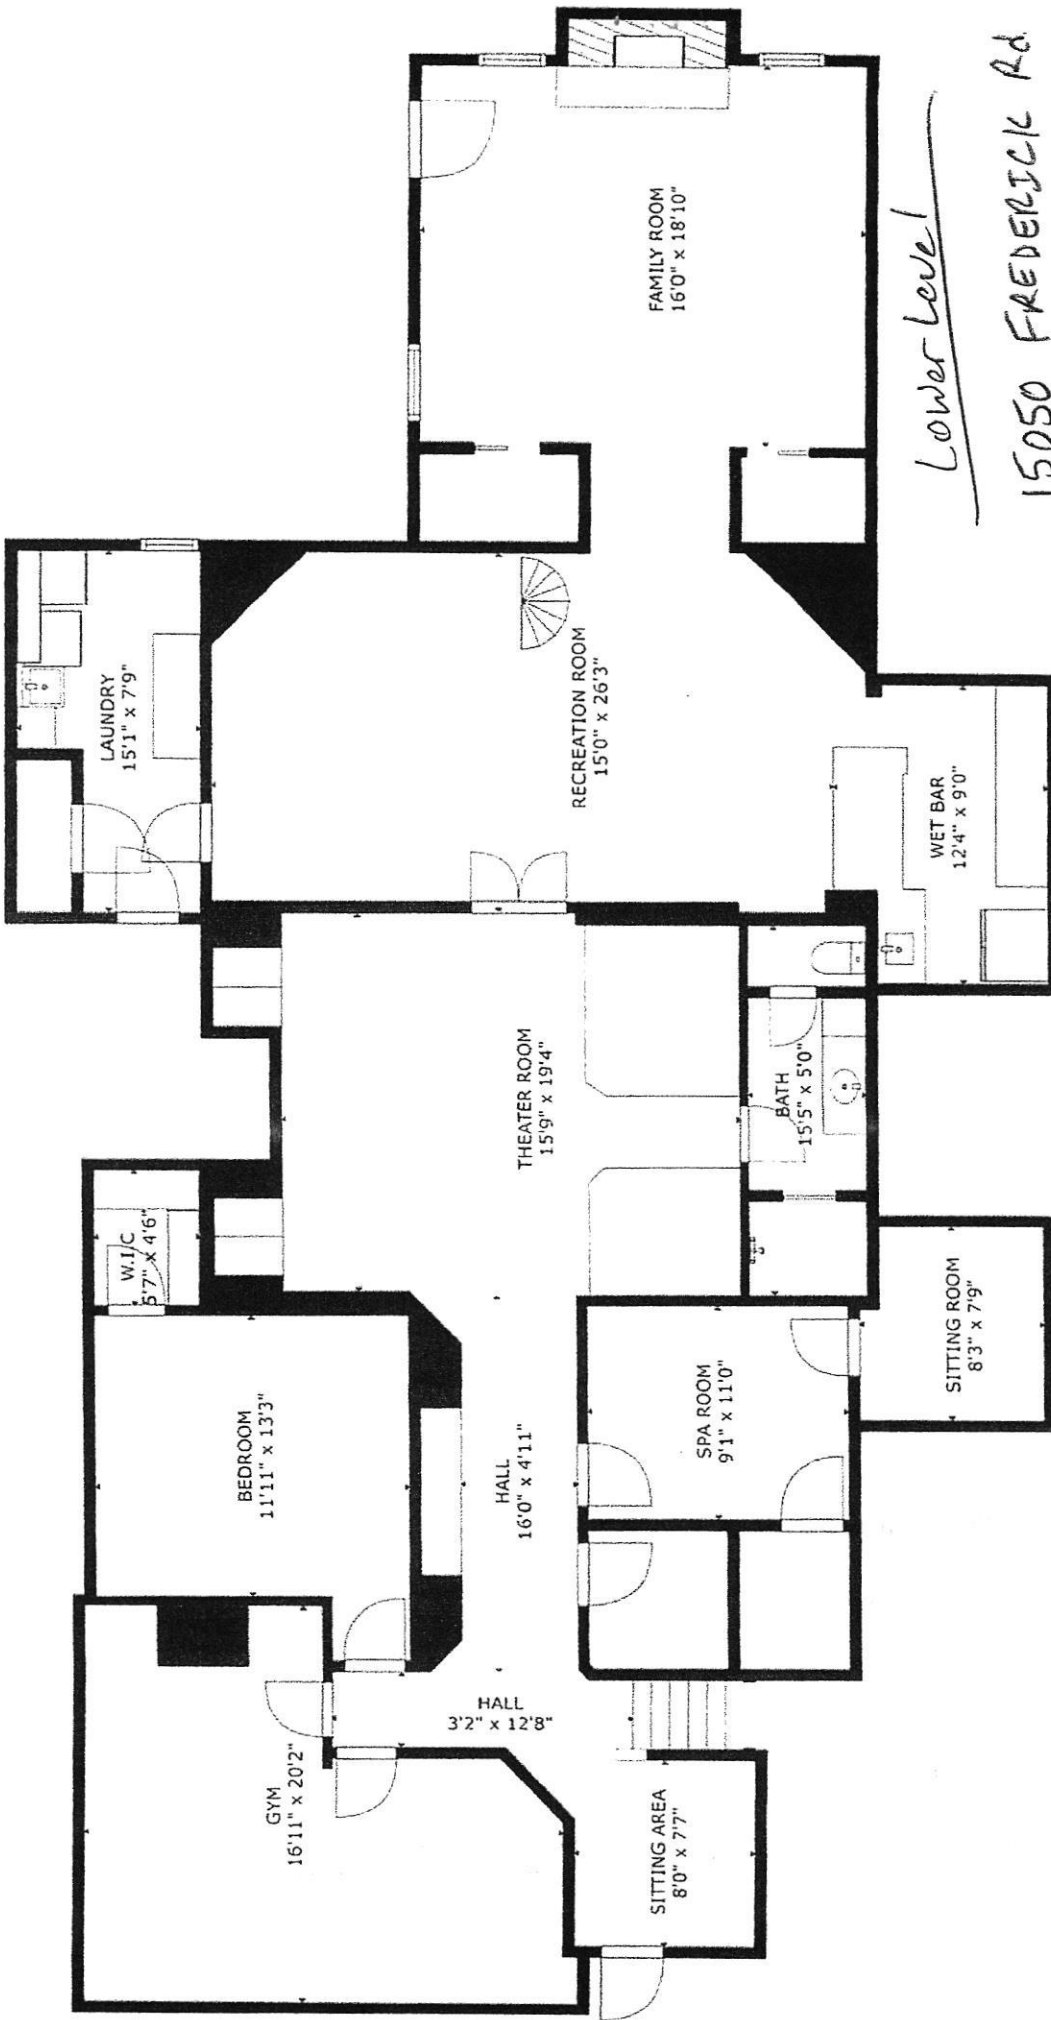 FAMILY ROOM
16'0" x 18'10"
Lower Level
15050 FREDERICK Rd.
LAUNDRY
15'1" x 7'9"
RECREATION ROOM
15'0" x 26'3"
WET BAR
12'4" x 9'0"
THEATER ROOM
15'9" x 19'4"
BATH
15'5" x 5'0"
W.I.C
5'7" x 4'6"
BEDROOM
11'11" x 13'3"
HALL
16'0" x 4'11"
SPA ROOM
9'1" x 11'0"
SITTING ROOM
8'3" x 7'9"
HALL
3'2" x 12'8"
GYM
16'11" x 20'2"
SITTING AREA
8'0" x 7'7"